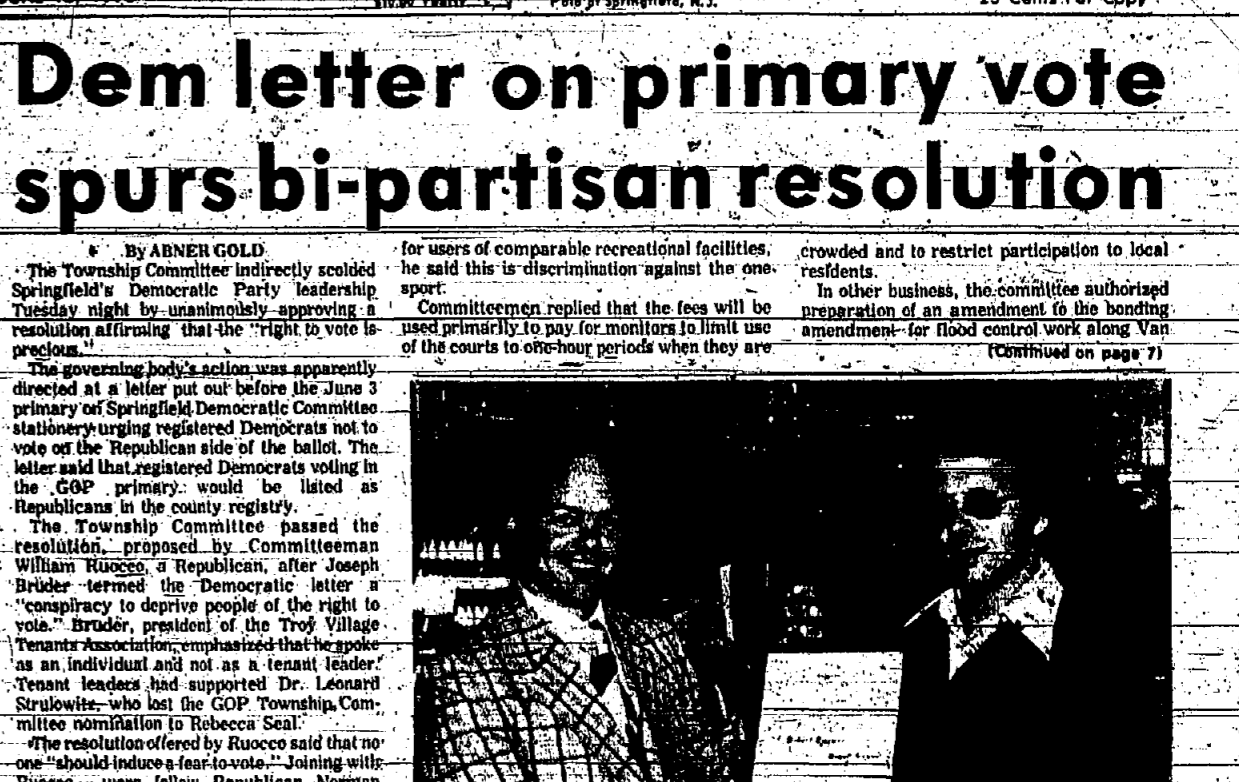 Yearly
Springfield, N.J.
25 Cents Per Copy
Dem letter on primary vote
spurs bi-partisan resolution
By ABNER GOLD
The Township Committee indirectly scolded
Springfield's Democratic Party leadership
Tuesday night by unanimously approving a
resolution affirming that the "right to vote is
precious."
The governing body's action was apparently
directed at a letter put out before the June 3
primary on Springfield Democratic Committee
stationery urging registered Democrats not to
vote on the Republican side of the ballot. The
letter said that registered Democrats voting in
the GOP primary would be listed as
Republicans in the county registry.
The Township Committee passed the
resolution, proposed by Committeeman
William Ruocco, a Republican, after Joseph
Bruder termed the Democratic letter a
"conspiracy to deprive people of the right to
vote." Bruder, president of the Troy Village
Tenants Association, emphasized that he spoke
as an individual and not as a tenant leader.
Tenant leaders had supported Dr. Leonard
Strulowitz, who lost the GOP Township Com-
mittee nomination to Rebecca Seal.
The resolution offered by Ruocco said that no
one "should induce a fear to vote." Joining with
Ruocco were fellow Republican Norman
for users of comparable recreational facilities,
he said this is discrimination against the one
sport.
Committeemen replied that the fees will be
used primarily to pay for monitors to limit use
of the courts to one-hour periods when they are
crowded and to restrict participation to local
residents.
In other business, the committee authorized
preparation of an amendment to the bonding
amendment for flood control work along Van
(Continued on page 7)